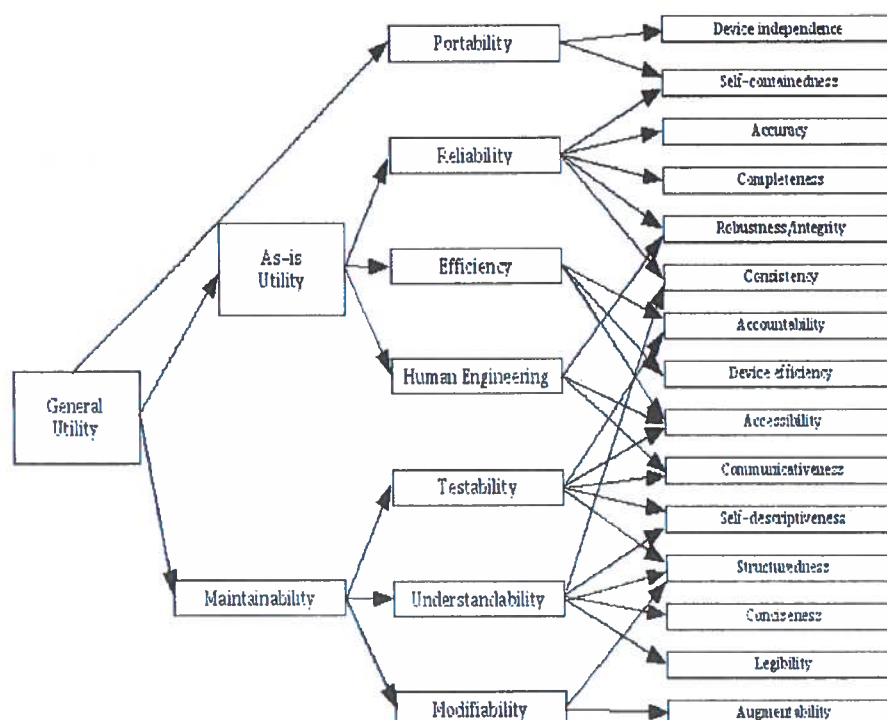 General
Utility
As-is
Utility
Maintainability
Portability
Reliability
Efficiency
Human Engineering
Testability
Understandability
Modifiability
Device independence
Self-containedness
Accuracy
Completeness
Robustness/integrity
Consistency
Accountability
Device efficiency
Accessibility
Communicativeness
Self-descriptiveness
Structuredness
Conciseness
Legibility
Augmentability